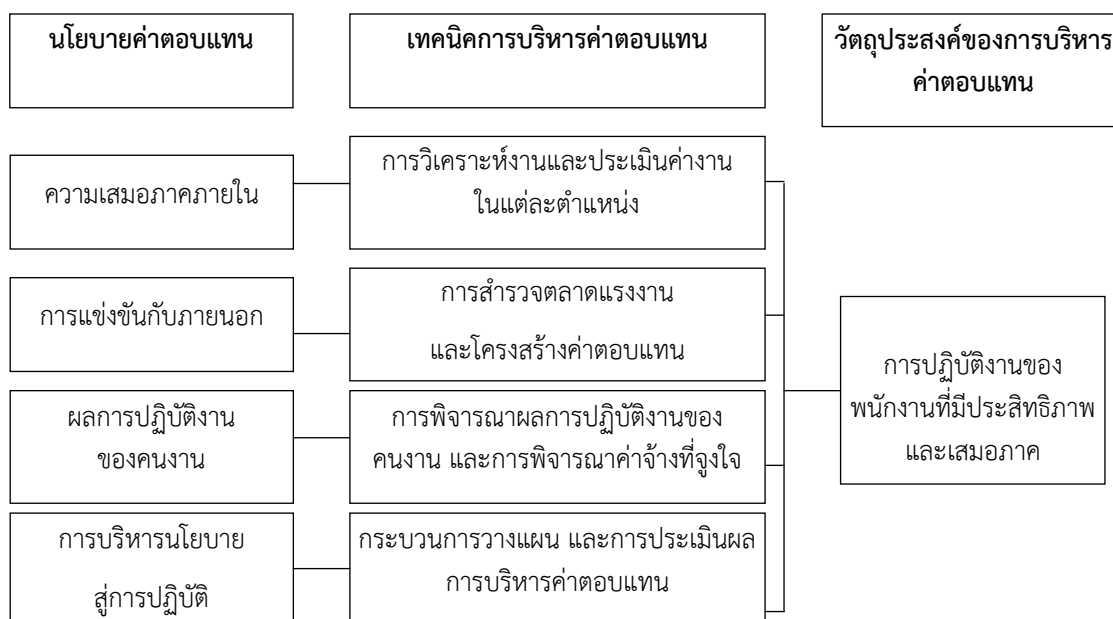 นโยบายค่าตอบแทน
เทคนิคการบริหารค่าตอบแทน
วัตถุประสงค์ของการบริหาร
ค่าตอบแทน
ความเสมอภาคภายใน
การวิเคราะห์งานและประเมินค่างาน
ในแต่ละตำแหน่ง
การแข่งขันกับภายนอก
การสำรวจตลาดแรงงาน
และโครงสร้างค่าตอบแทน
ผลการปฏิบัติงาน
ของคนงาน
การพิจารณาผลการปฏิบัติงานของ
คนงาน และการพิจารณาค่าจ้างที่จูงใจ
การบริหารนโยบาย
สู่การปฏิบัติ
กระบวนการวางแผน และการประเมินผล
การบริหารค่าตอบแทน
การปฏิบัติงานของ
พนักงานที่มีประสิทธิภาพ
และเสมอภาค